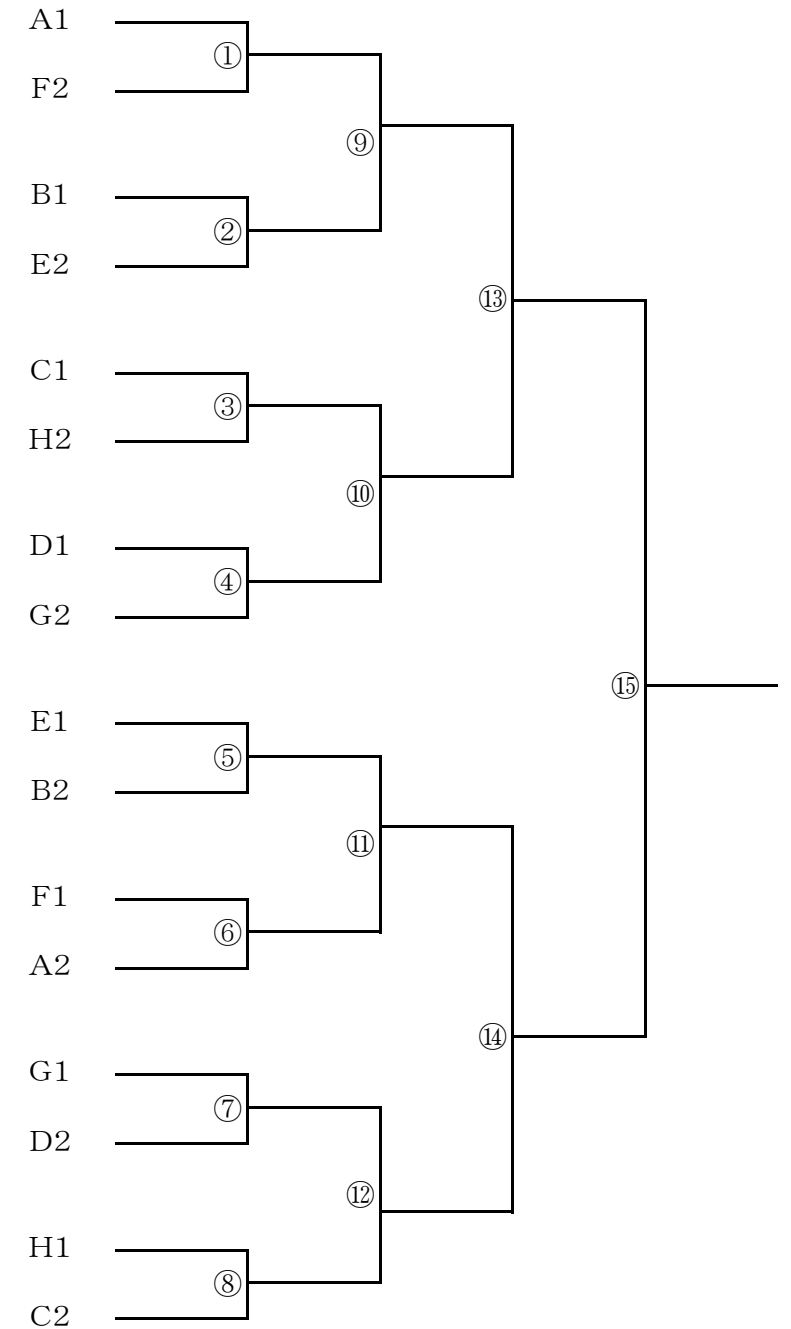 A1
①
F2
⑨
B1
②
E2
⑬
C1
③
H2
⑩
D1
④
G2
⑮
E1
⑤
B2
⑪
F1
⑥
A2
⑭
G1
⑦
D2
⑫
H1
⑧
C2